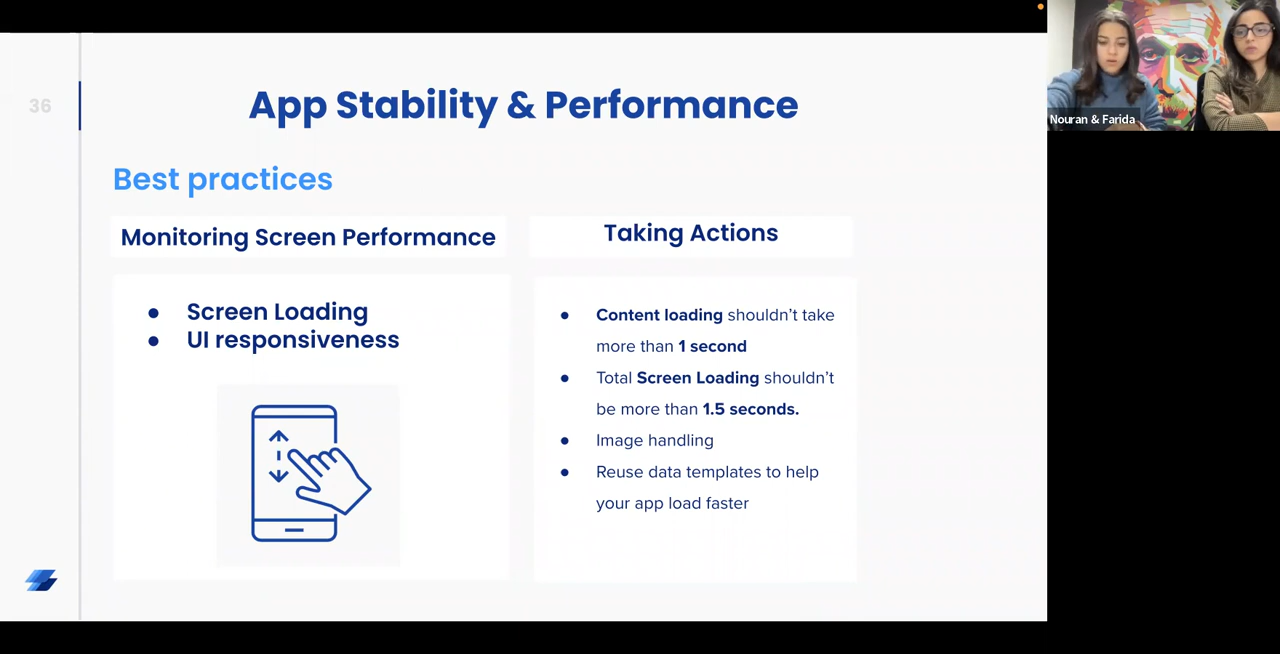 36
App Stability & Performance
Best practices
Monitoring Screen Performance
● Screen Loading
● UI responsiveness
Taking Actions
● Content loading shouldn’t take
more than 1 second
● Total Screen Loading shouldn’t
be more than 1.5 seconds.
● Image handling
● Reuse data templates to help
your app load faster
Nouran & Farida